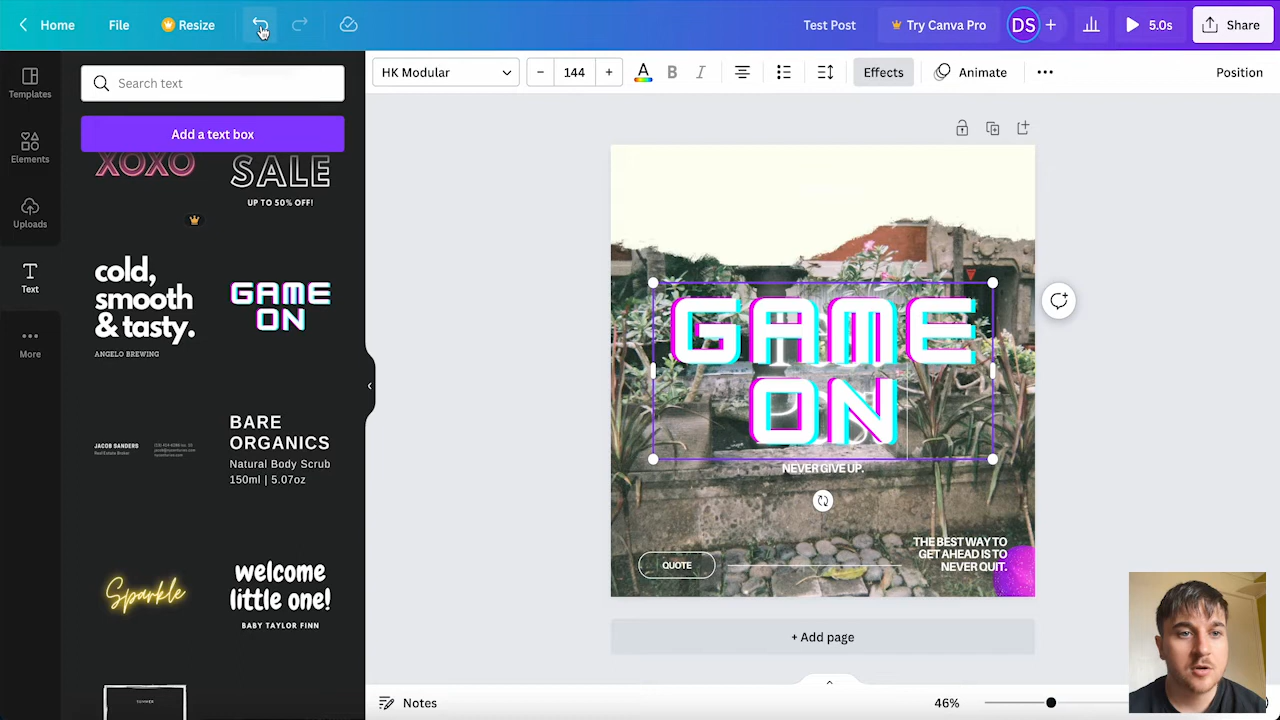 Home
File
Resize
Test Post
Try Canva Pro
DS
+
5.0s
Share
Templates
Elements
Uploads
Text
More
Search text
Add a text box
XOXO
SALE
UP TO 50% OFF!
cold,
smooth
& tasty.
ANGELO BREWING
GAME
ON
JACOB SANDERS
Real Estate Broker
BARE
ORGANICS
Natural Body Scrub
150ml | 5.07oz
Sparkle
welcome
little one!
BABY TAYLOR FINN
SUMMER
HK Modular
− 144 +
A
B
I
Effects
Animate
Position
GAME
ON
NEVER GIVE UP.
QUOTE
THE BEST WAY TO
GET AHEAD IS TO
NEVER QUIT.
+ Add page
Notes
46%